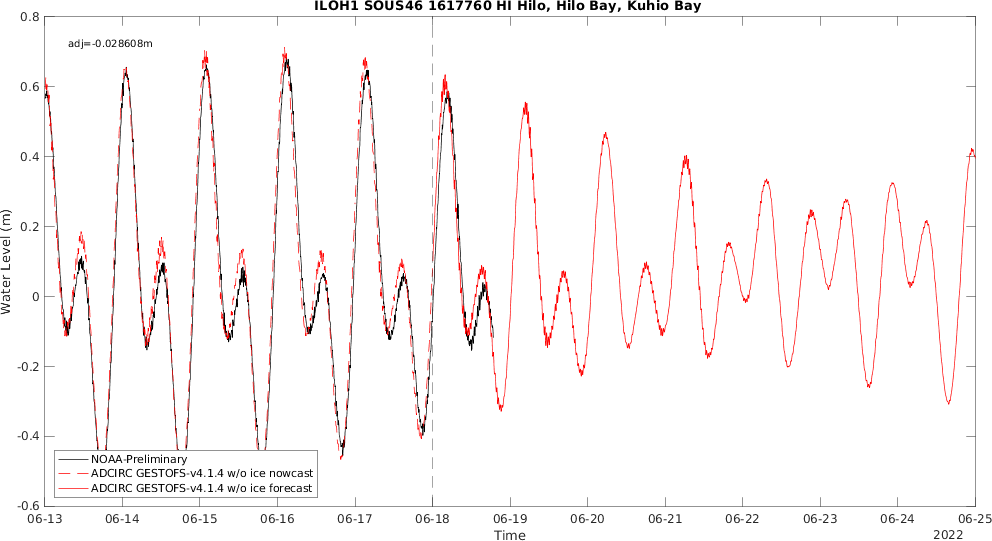 ILOH1 SOUS46 1617760 HI Hilo, Hilo Bay, Kuhio Bay
adj=-0.028608m
Water Level (m)
0.8
0.6
0.4
0.2
0
-0.2
-0.4
-0.6
NOAA-Preliminary
ADCIRC GESTOFS-v4.1.4 w/o ice nowcast
ADCIRC GESTOFS-v4.1.4 w/o ice forecast
06-13 06-14 06-15 06-16 06-17 06-18 06-19 06-20 06-21 06-22 06-23 06-24 06-25
Time
2022